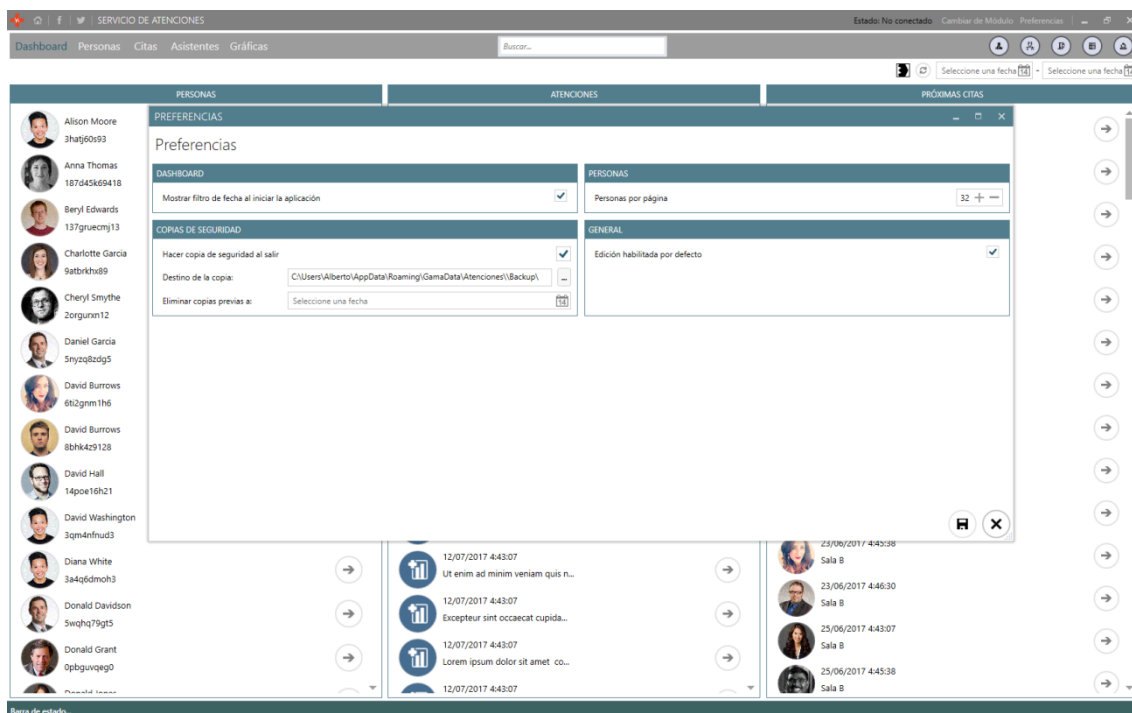 SERVICIO DE ATENCIONES
Estado: No conectado Cambiar de Módulo Preferencias
Dashboard Personas Citas Asistentes Gráficas
Buscar...
Seleccione una fecha 14 - Seleccione una fecha
PERSONAS
ATENCIONES
PRÓXIMAS CITAS
Alison Moore
3hatj60s93
Anna Thomas
187d45k69418
Beryl Edwards
137gruecmj13
Charlotte Garcia
9atbrkhx89
Cheryl Smythe
2orgurxn12
Daniel Garcia
5nyzq8zdg5
David Burrows
6ti2gnm1h6
David Burrows
8bhk4z9128
David Hall
14poe16h21
David Washington
3qm4nfnud3
Diana White
3a4q6dmoh3
Donald Davidson
5wqhq79gt5
Donald Grant
0pbguvqeg0
Donald Jones
PREFERENCIAS
Preferencias
DASHBOARD
Mostrar filtro de fecha al iniciar la aplicación
PERSONAS
Personas por página
32
COPIAS DE SEGURIDAD
Hacer copia de seguridad al salir
Destino de la copia: C:\Users\Alberto\AppData\Roaming\GamaData\Atenciones\\Backup\ ...
Eliminar copias previas a: Seleccione una fecha 14
GENERAL
Edición habilitada por defecto
12/07/2017 4:43:07
Ut enim ad minim veniam quis n...
12/07/2017 4:43:07
Excepteur sint occaecat cupida...
12/07/2017 4:43:07
Lorem ipsum dolor sit amet co...
12/07/2017 4:43:07
23/06/2017 4:45:38
Sala B
23/06/2017 4:46:30
Sala B
25/06/2017 4:43:07
Sala B
25/06/2017 4:45:38
Sala B
Barra de estado...